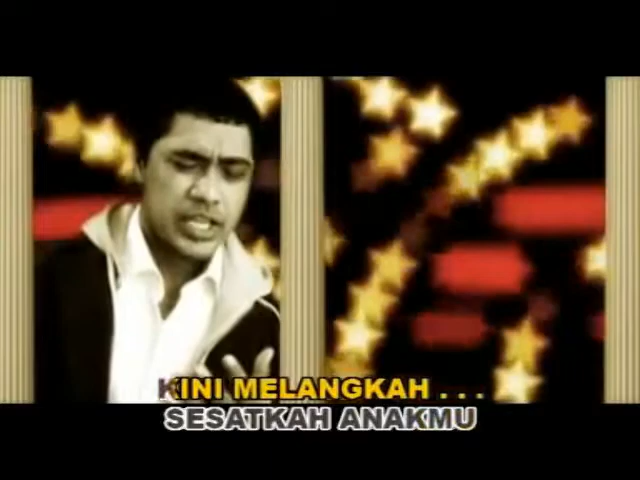 KINI MELANGKAH . . .
SESATKAH ANAKMU